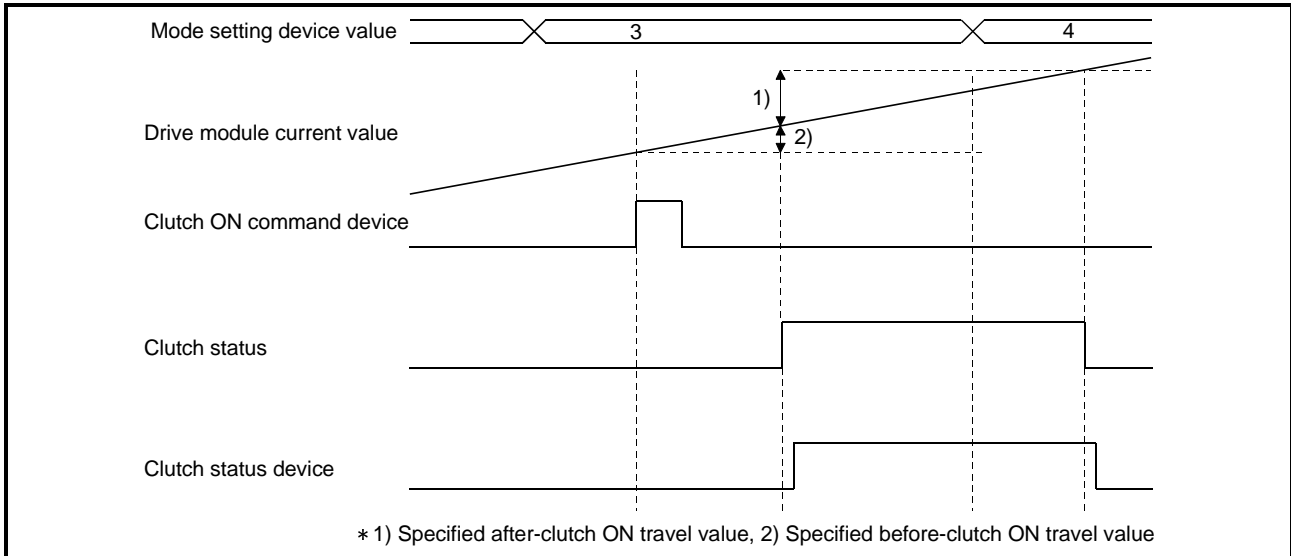 Mode setting device value 3 4
1)
Drive module current value
2)
Clutch ON command device
Clutch status
Clutch status device
* 1) Specified after-clutch ON travel value, 2) Specified before-clutch ON travel value